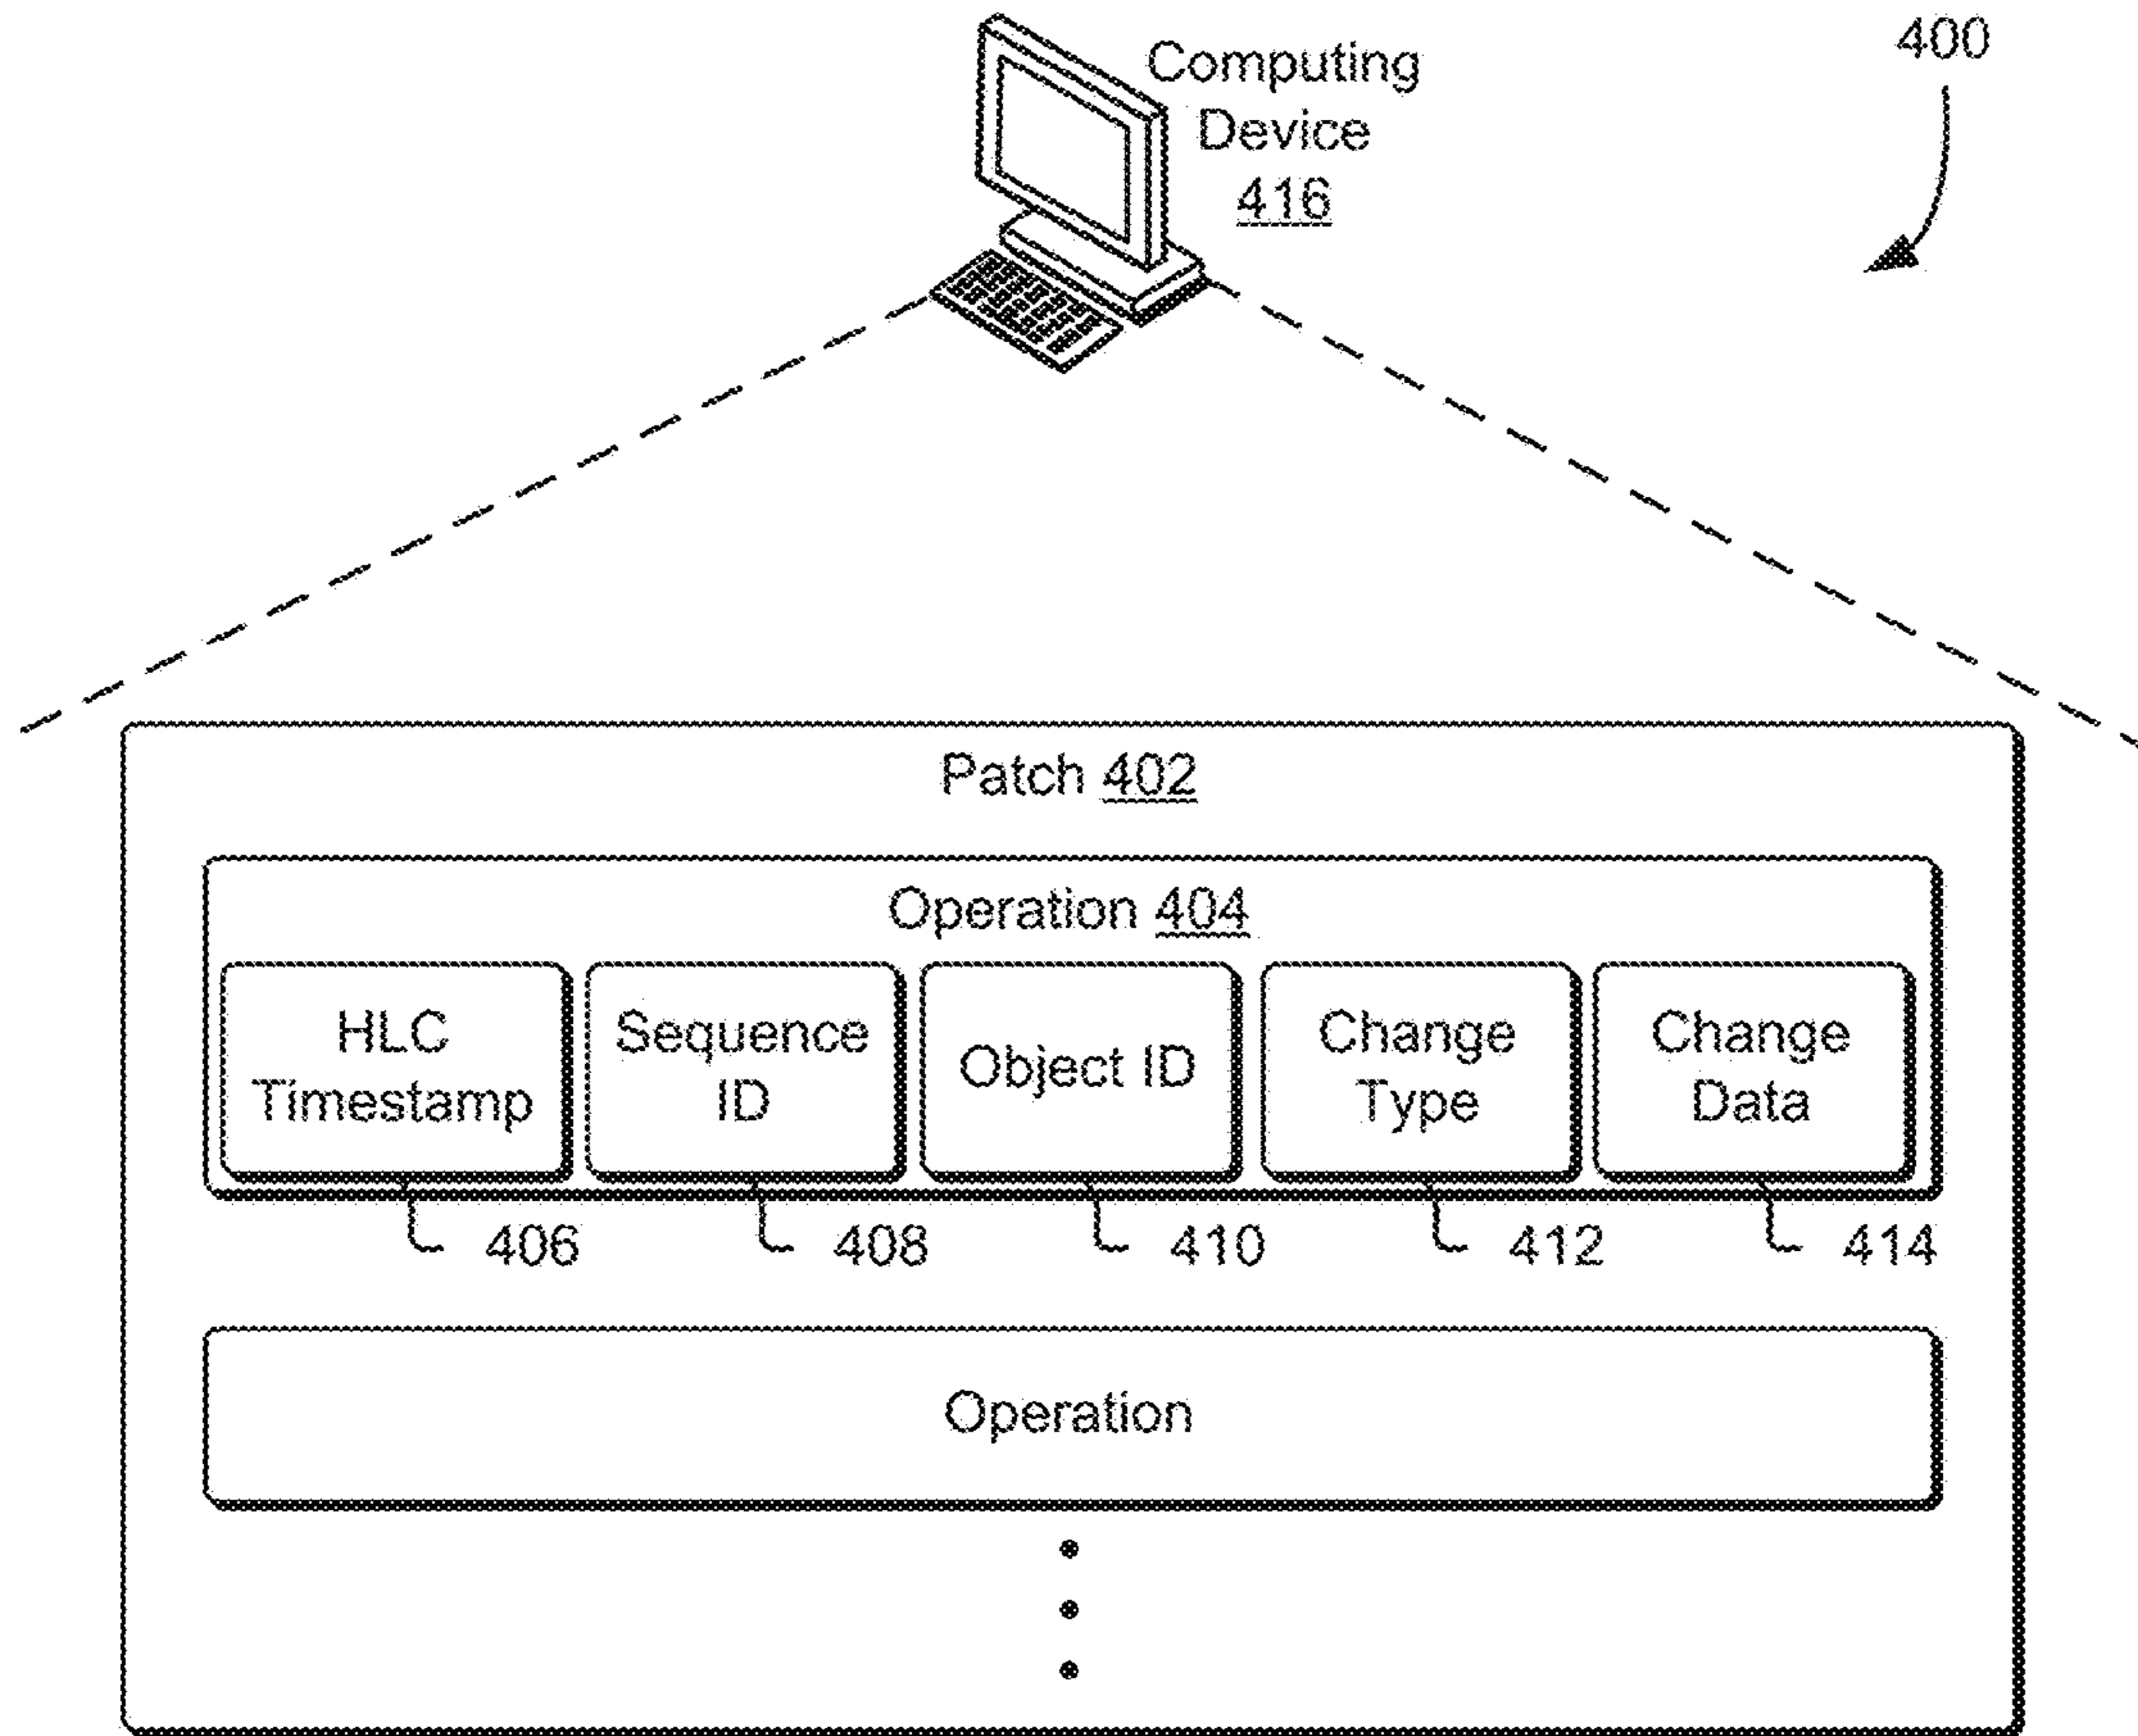 400
Computing
Device
416
Patch 402
Operation 404
HLC
Timestamp
Sequence
ID
Object ID
Change
Type
Change
Data
406
408
410
412
414
Operation